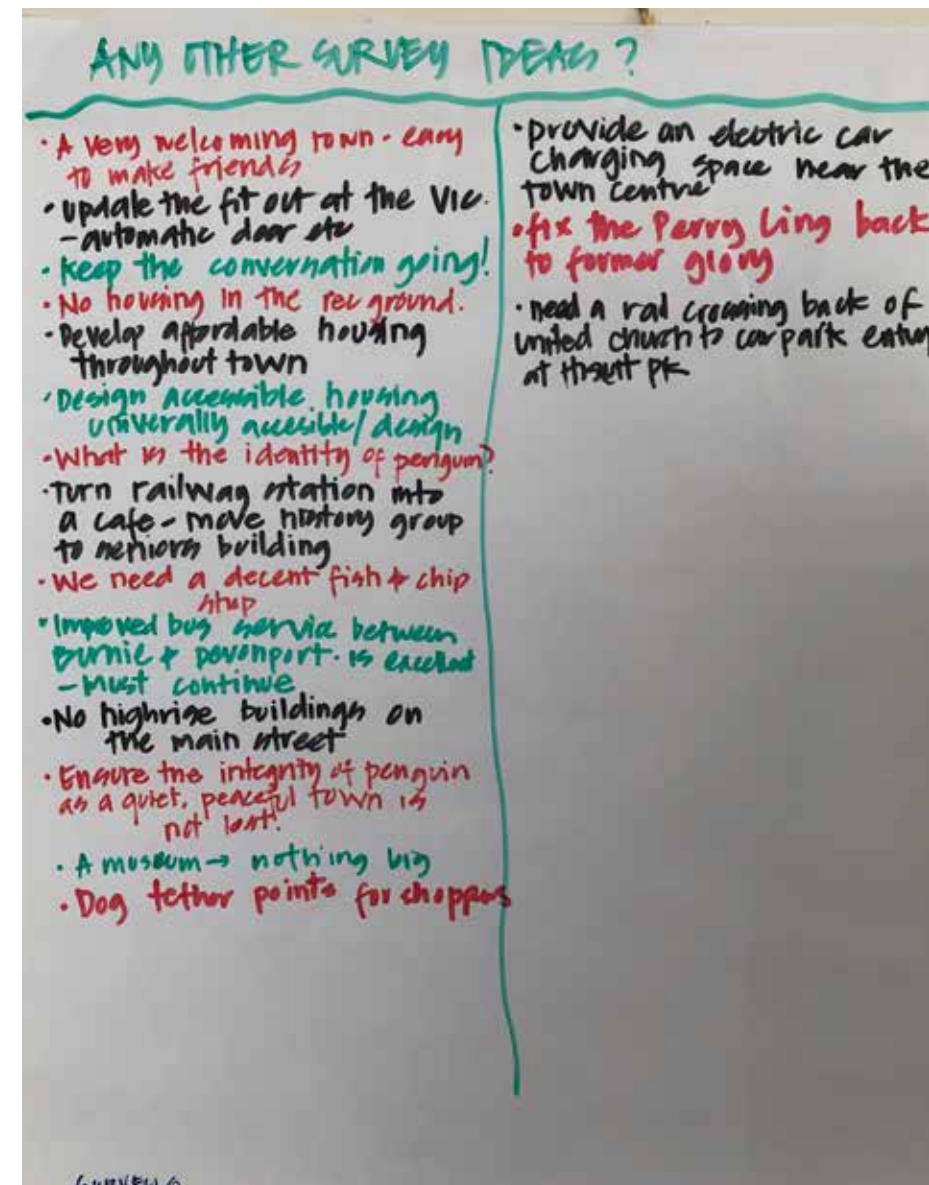 ANY OTHER SURVEY IDEAS?
• A very welcoming town - easy
to make friends
• update the fit out at the Vic.
- automatic door etc
• keep the conversation going!
• No housing in the rec ground.
• Develop affordable housing
throughout town
• Design accessible housing
univerally accesible/design
• What is the identity of penguin?
• Turn railway station into
a cafe - move history group
to seniors building
• We need a decent fish & chip
shop
• Improved bus service between
Burnie & Devonport. is excellent
- Must continue
• No highrise buildings on
the main street
• Ensure the integrity of penguin
as a quiet, peaceful town is
not lost!
• A museum → nothing big
• Dog tether points for shoppers
• provide an electric car
charging space near the
town centre
• fix the Perry Ling back
to former glory
• need a rail crossing back of
united church to car park entry
at pk
SURVEYS